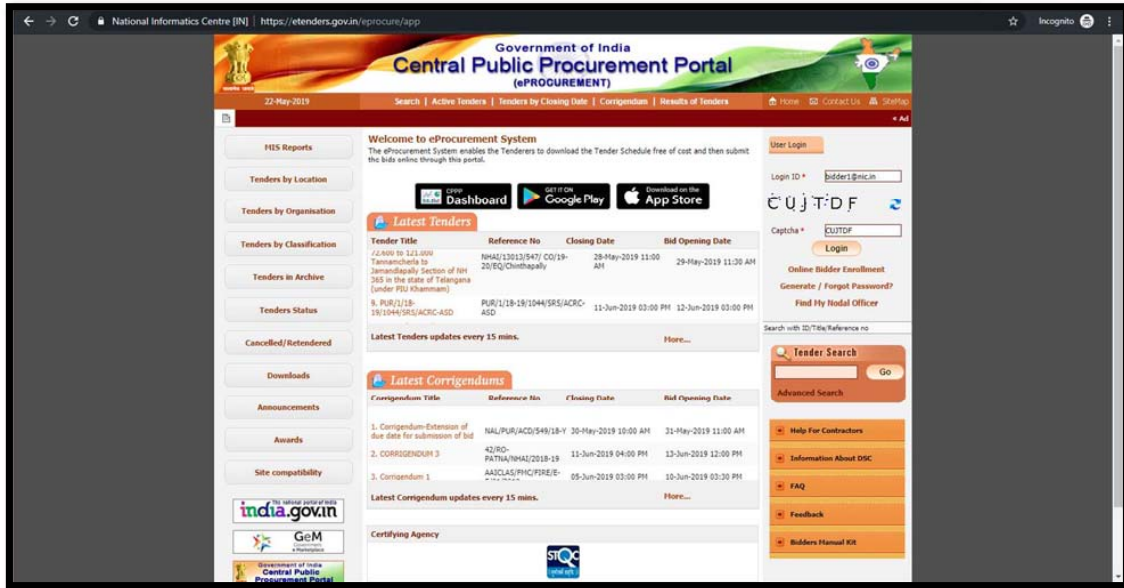 National Informatics Centre [IN] | https://etenders.gov.in/eprocure/app
Incognito
Government of India
Central Public Procurement Portal
(ePROCUREMENT)
22-May-2019
Search | Active Tenders | Tenders by Closing Date | Corrigendum | Results of Tenders
Home Contact Us SiteMap
« Ad
MIS Reports
Tenders by Location
Tenders by Organisation
Tenders by Classification
Tenders in Archive
Tenders Status
Cancelled/Retendered
Downloads
Announcements
Awards
Site compatibility
The national portal of India
india.gov.in
GeM
Government
e Marketplace
Government of India
Central Public
Procurement Portal
Welcome to eProcurement System
The eProcurement System enables the Tenderers to download the Tender Schedule free of cost and then submit
the bids online through this portal.
CPPP
Dashboard
GET IT ON
Google Play
Download on the
App Store
Latest Tenders
Tender Title Reference No Closing Date Bid Opening Date
72.600 to 121.000
Tannamcherla to
Jamandlapally Section of NH
365 in the state of Telangana
(under PIU Khammam)
NHAI/13013/547/ CO/19-
20/EQ/Chinthapally
28-May-2019 11:00
AM
29-May-2019 11:30 AM
9. PUR/1/18-
19/1044/SRS/ACRC-ASD
PUR/1/18-19/1044/SRS/ACRC-
ASD
11-Jun-2019 03:00 PM
12-Jun-2019 03:00 PM
Latest Tenders updates every 15 mins.
More...
Latest Corrigendums
Corrigendum Title Reference No Closing Date Bid Opening Date
1. Corrigendum-Extension of
due date for submission of bid
NAL/PUR/ACD/549/18-Y
30-May-2019 10:00 AM
31-May-2019 11:00 AM
2. CORRIGENDUM 3
42/RO-
PATNA/NHAI/2018-19
11-Jun-2019 04:00 PM
13-Jun-2019 12:00 PM
3. Corrigendum 1
AAICLAS/FMC/FIRE/E-
05-Jun-2019 03:00 PM
10-Jun-2019 03:30 PM
Latest Corrigendum updates every 15 mins.
More...
Certifying Agency
STQC
User Login
Login ID *
bidder1@nic.in
CUJTDF
Captcha *
CUJTDF
Login
Online Bidder Enrollment
Generate / Forgot Password?
Find My Nodal Officer
Search with ID/Title/Reference no
Tender Search
Go
Advanced Search
Help For Contractors
Information About DSC
FAQ
Feedback
Bidders Manual Kit